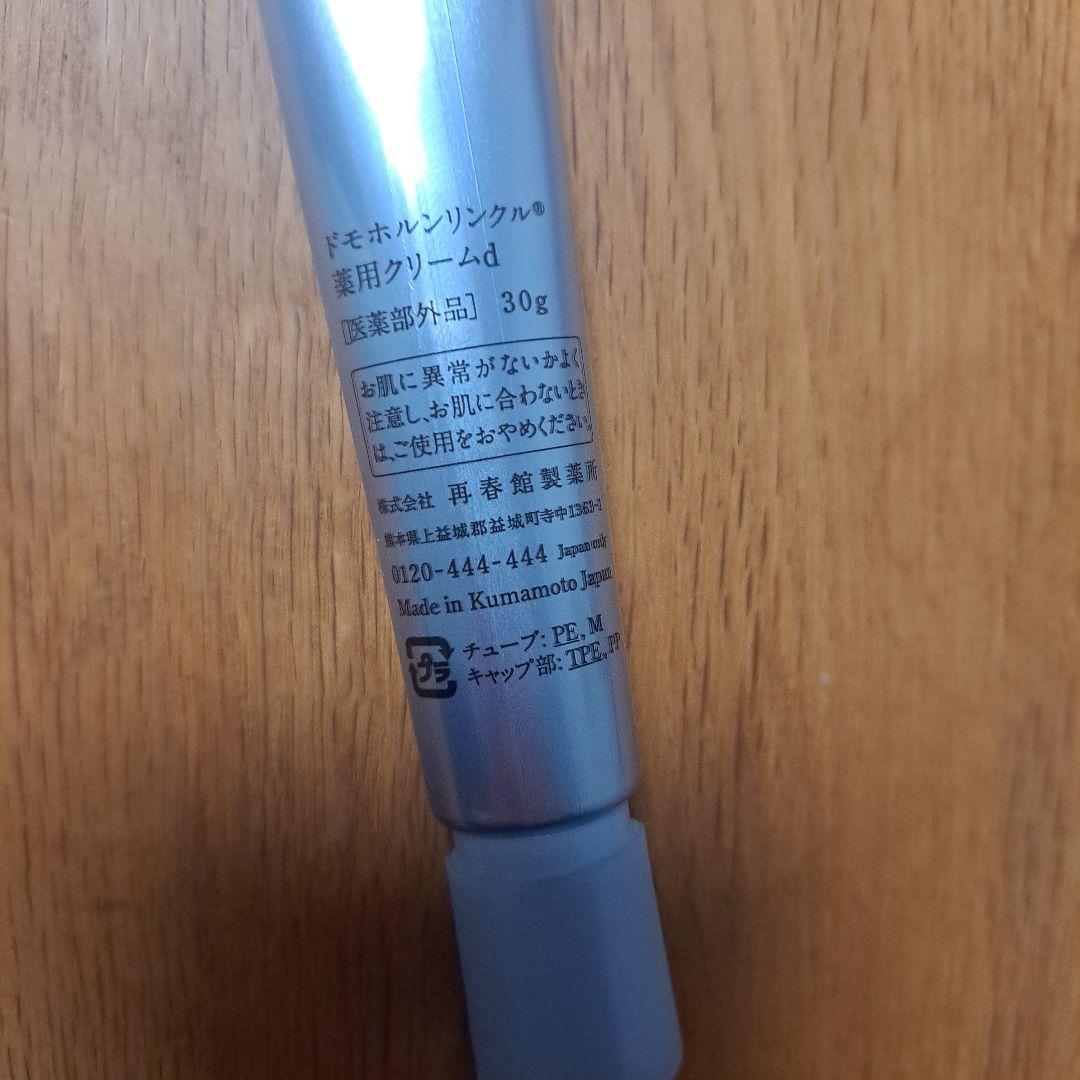 ドモホルンリンクル®
薬用クリームd
[医薬部外品] 30g
お肌に異常がないかよく
注意し、お肌に合わないとき
は、ご使用をおやめください。
株式会社 再春館製薬所
熊本県上益城郡益城町寺中1363-1
0120-444-444 Japan only
Made in Kumamoto Japan
プラ
チューブ: PE, M
キャップ部: TPE, PP